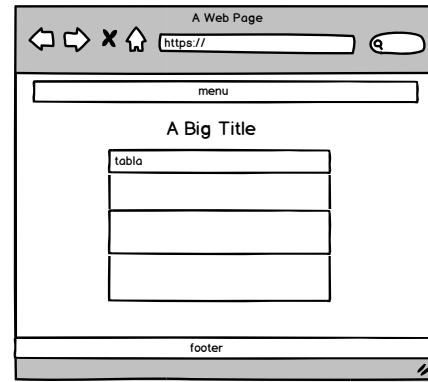 A Web Page
https://
menu
A Big Title
tabla
footer